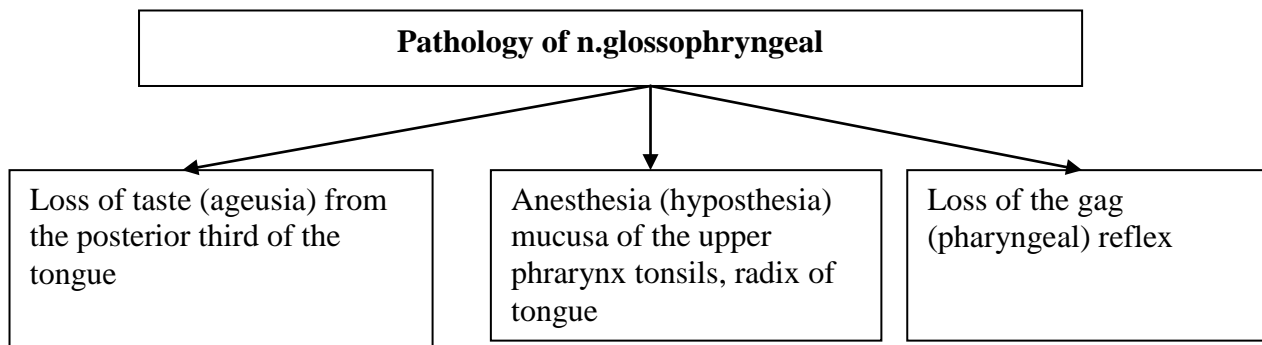 Pathology of n.glossophryngeal
Loss of taste (ageusia) from
the posterior third of the
tongue
Anesthesia (hyposthesia)
mucusa of the upper
phrarynx tonsils, radix of
tongue
Loss of the gag
(pharyngeal) reflex